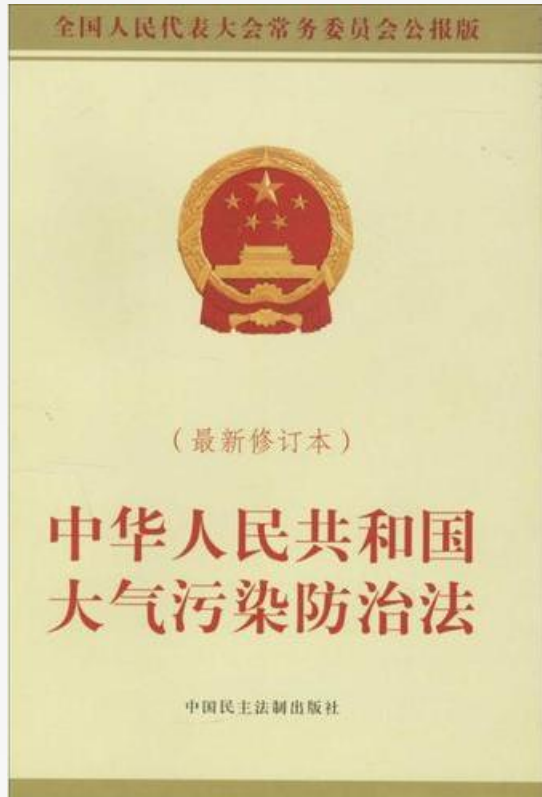 全国人民代表大会常务委员会公报版
（最新修订本）
中华人民共和国
大气污染防治法
中国民主法制出版社